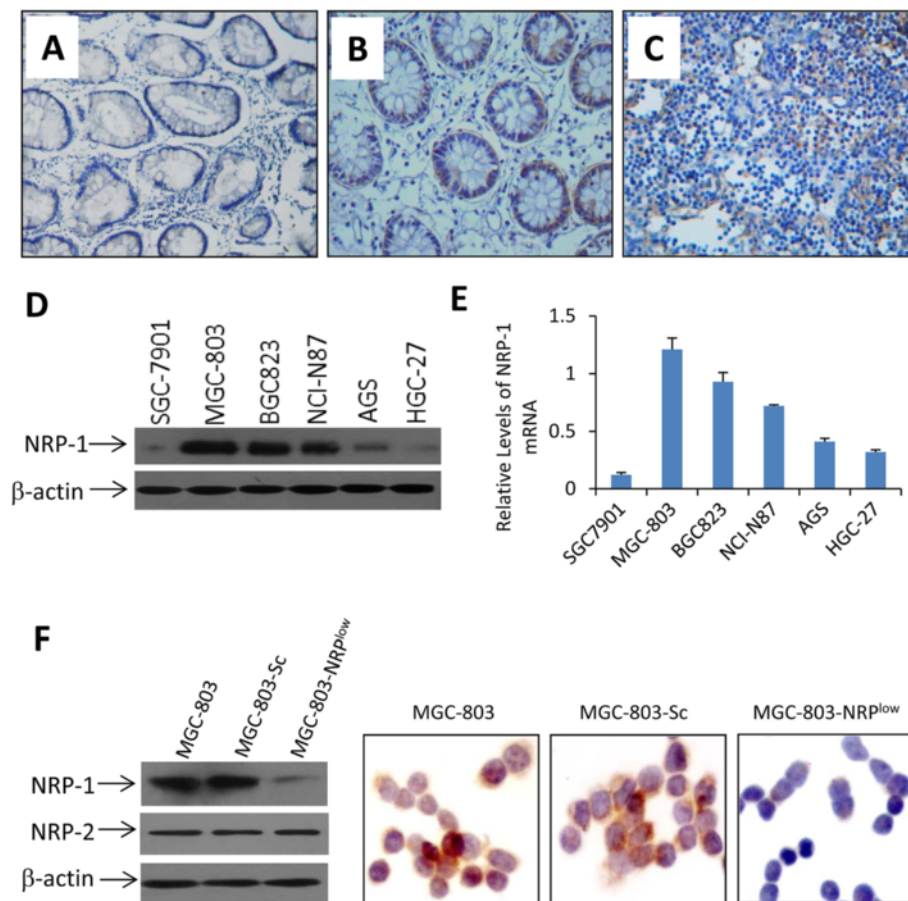 A
B
C
D
SGC-7901
MGC-803
BGC823
NCI-N87
AGS
HGC-27
NRP-1
β-actin
E
Relative Levels of NRP-1
mRNA
1.5
1
0.5
0
SGC7901
MGC-803
BGC823
NCI-N87
AGS
HGC-27
F
MGC-803
MGC-803-Sc
MGC-803-NRPlow
NRP-1
NRP-2
β-actin
MGC-803
MGC-803-Sc
MGC-803-NRPlow